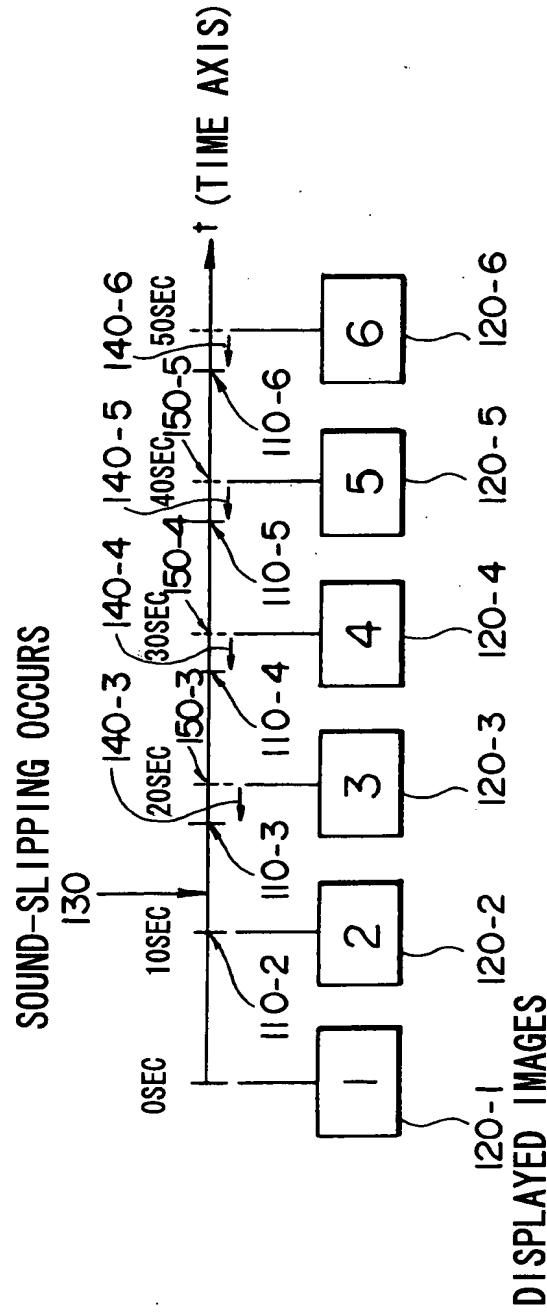 SOUND-SLIPPING OCCURS
130
140-3 140-4 140-5 140-6
0SEC 10SEC 20SEC 30SEC 40SEC 50SEC
150-3 150-4 150-5
t (TIME AXIS)
110-2 110-3 110-4 110-5 110-6
1 2 3 4 5 6
120-1 120-2 120-3 120-4 120-5 120-6
DISPLAYED IMAGES